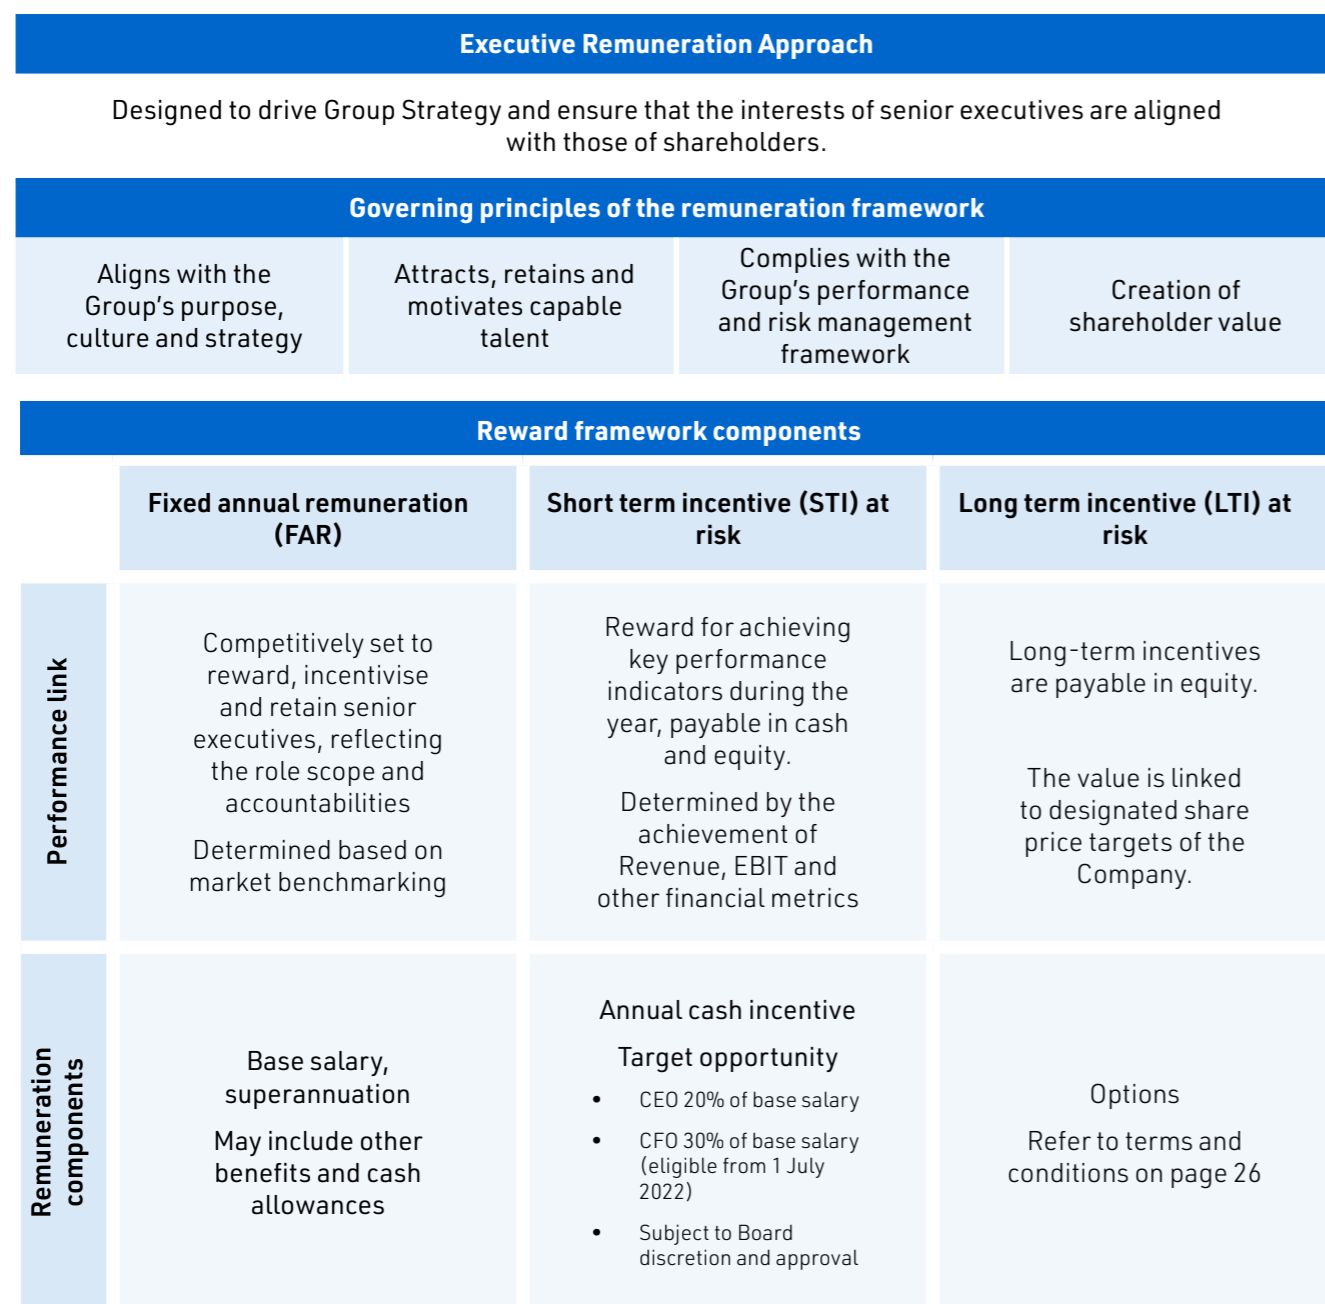 Executive Remuneration Approach
Designed to drive Group Strategy and ensure that the interests of senior executives are aligned
with those of shareholders.
Governing principles of the remuneration framework
Aligns with the
Group's purpose,
culture and strategy
Attracts, retains and
motivates capable
talent
Complies with the
Group's performance
and risk management
framework
Creation of
shareholder value
Reward framework components
Fixed annual remuneration
(FAR)
Short term incentive (STI) at
risk
Long term incentive (LTI) at
risk
Performance link
Competitively set to
reward, incentivise
and retain senior
executives, reflecting
the role scope and
accountabilities
Determined based on
market benchmarking
Reward for achieving
key performance
indicators during the
year, payable in cash
and equity.
Determined by the
achievement of
Revenue, EBIT and
other financial metrics
Long-term incentives
are payable in equity.
The value is linked
to designated share
price targets of the
Company.
Remuneration
components
Base salary,
superannuation
May include other
benefits and cash
allowances
Annual cash incentive
Target opportunity
• CEO 20% of base salary
• CFO 30% of base salary
(eligible from 1 July
2022)
• Subject to Board
discretion and approval
Options
Refer to terms and
conditions on page 26